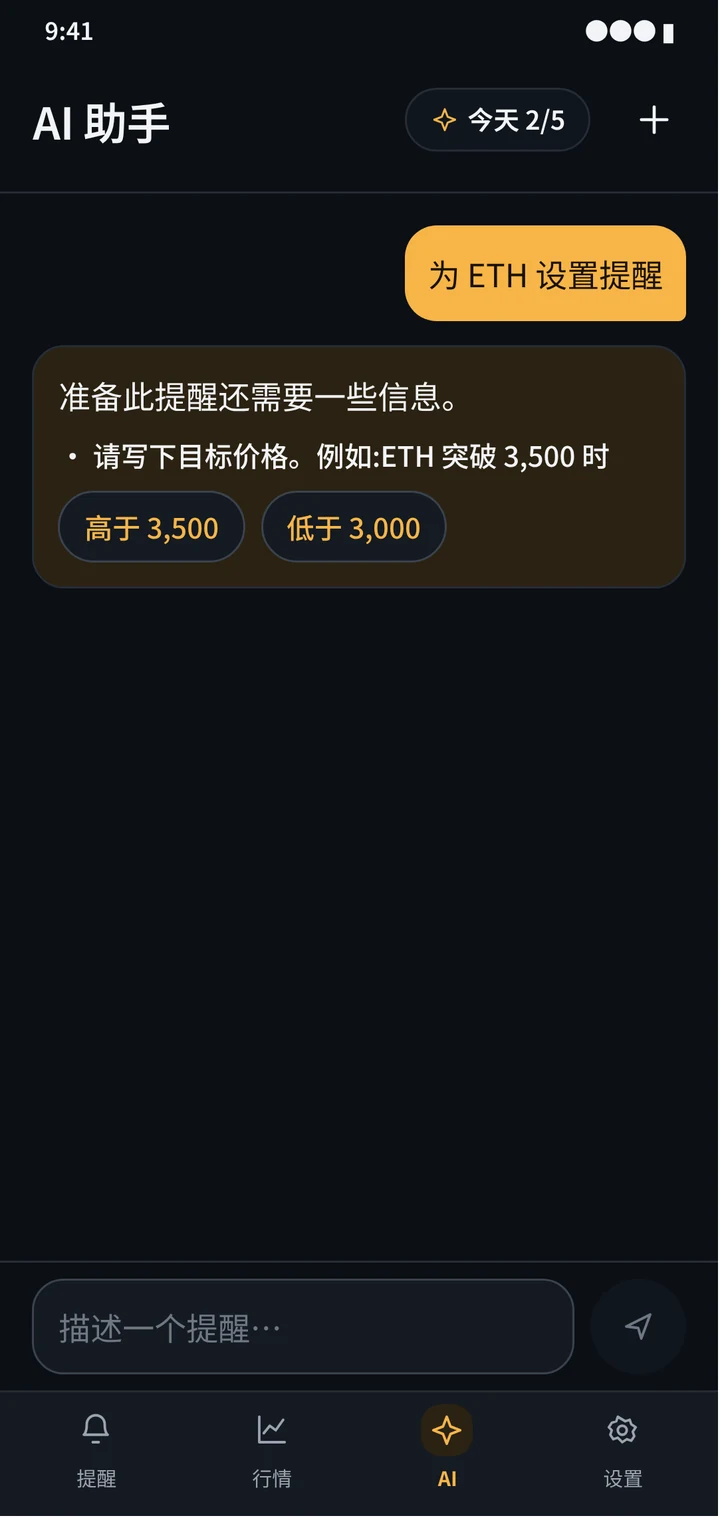 9:41
AI 助手
今天 2/5
为 ETH 设置提醒
准备此提醒还需要一些信息。
• 请写下目标价格。例如:ETH 突破 3,500 时
高于 3,500
低于 3,000
描述一个提醒…
提醒
行情
AI
设置